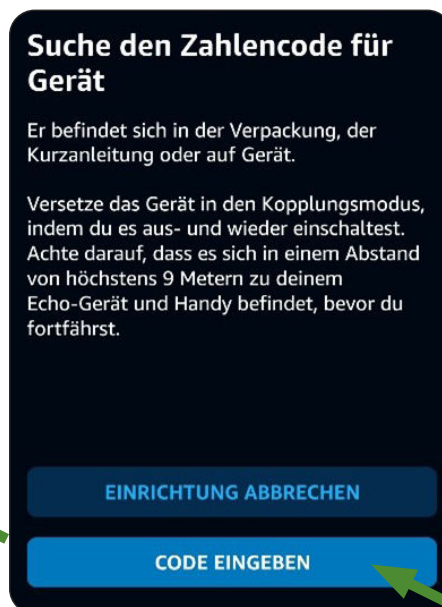 Suche den Zahlencode für
Gerät
Er befindet sich in der Verpackung, der
Kurzanleitung oder auf Gerät.
Versetze das Gerät in den Kopplungsmodus,
indem du es aus- und wieder einschaltest.
Achte darauf, dass es sich in einem Abstand
von höchstens 9 Metern zu deinem
Echo-Gerät und Handy befindet, bevor du
fortfährst.
EINRICHTUNG ABBRECHEN
CODE EINGEBEN